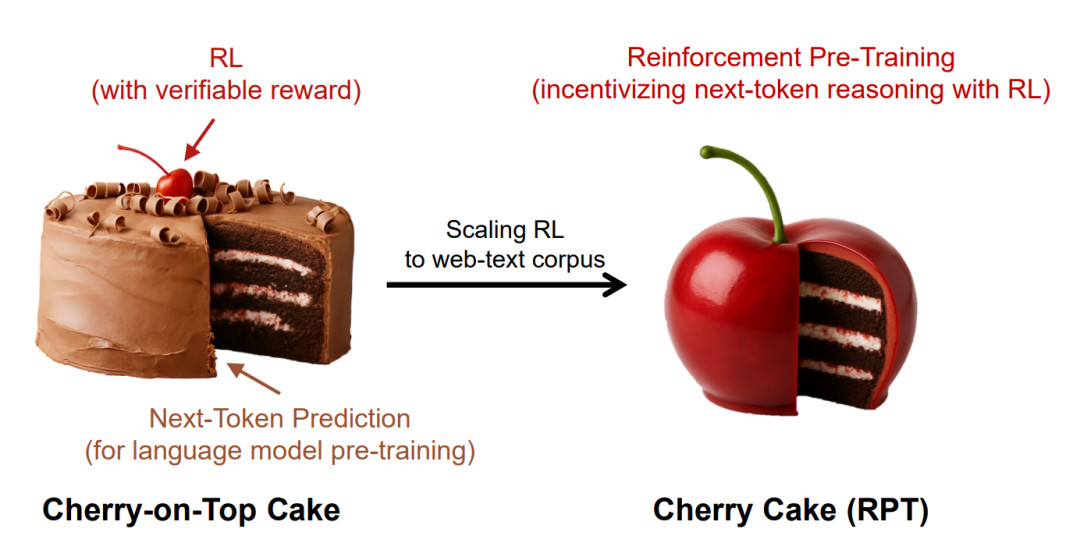 RL
(with verifiable reward)
Reinforcement Pre-Training
(incentivizing next-token reasoning with RL)
Scaling RL
to web-text corpus
Next-Token Prediction
(for language model pre-training)
Cherry-on-Top Cake
Cherry Cake (RPT)